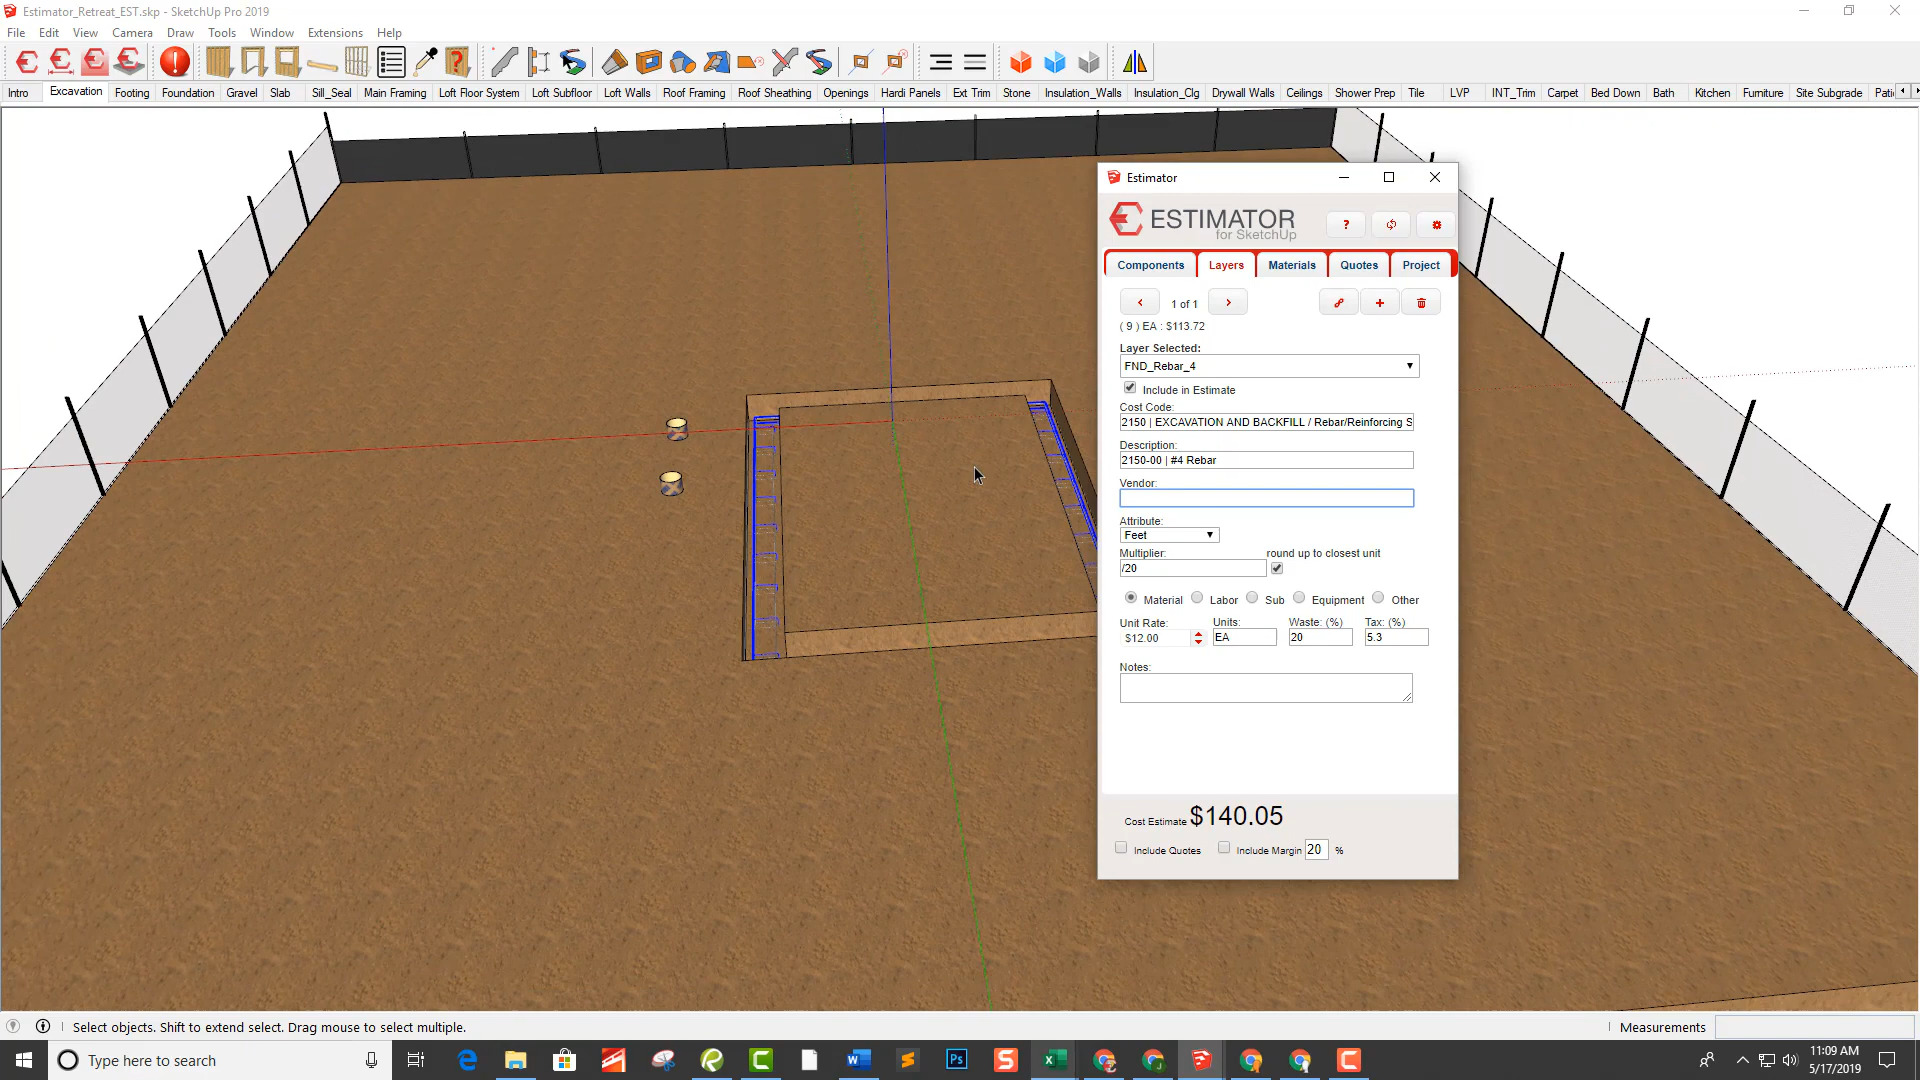 Estimator_Retreat_EST.skp - SketchUp Pro 2019
File Edit View Camera Draw Tools Window Extensions Help
Intro Excavation Footing Foundation Gravel Slab Sill_Seal Main Framing Loft Floor System Loft Subfloor Loft Walls Roof Framing Roof Sheathing Openings Hardi Panels Ext Trim Stone Insulation_Walls Insulation_Clg Drywall Walls Ceilings Shower Prep Tile LVP INT_Trim Carpet Bed Down Bath Kitchen Furniture Site Subgrade Pati
Estimator
ESTIMATOR
for SketchUp
?
Components Layers Materials Quotes Project
< 1 of 1 > +
( 9 ) EA : $113.72
Layer Selected:
FND_Rebar_4
Include in Estimate
Cost Code:
2150 | EXCAVATION AND BACKFILL / Rebar/Reinforcing S
Description:
2150-00 | #4 Rebar
Vendor:
Attribute:
Feet
Multiplier: round up to closest unit
/20
Material Labor Sub Equipment Other
Unit Rate: Units: Waste: (%) Tax: (%)
$12.00 EA 20 5.3
Notes:
Cost Estimate $140.05
Include Quotes Include Margin 20 %
Select objects. Shift to extend select. Drag mouse to select multiple.
Measurements
Type here to search
11:09 AM
5/17/2019